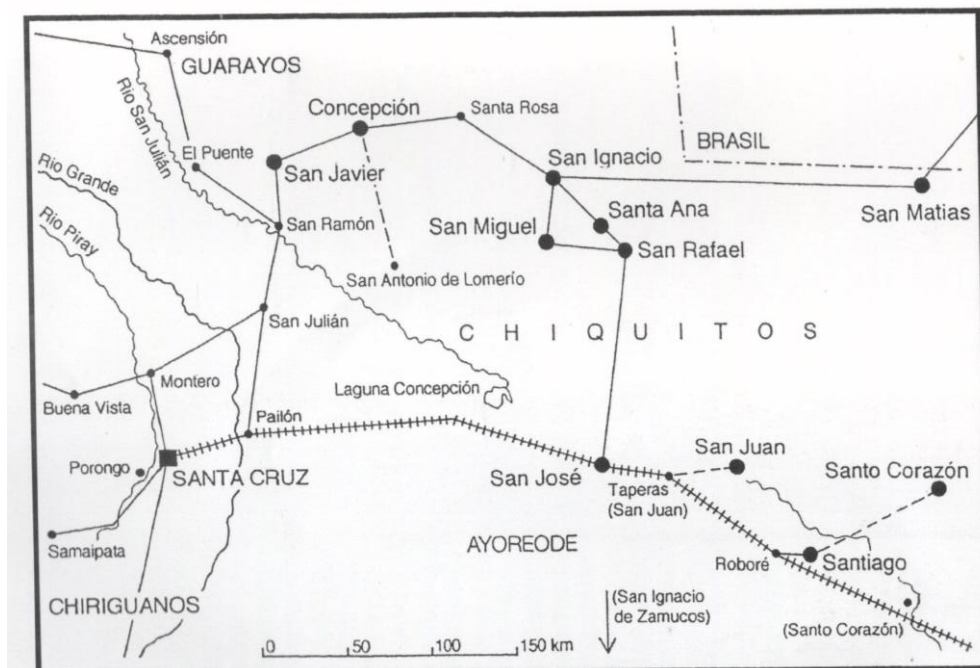 Ascensión
GUARAYOS
Rio San Julián
Concepción
Santa Rosa
El Puente
San Javier
BRASIL
San Ignacio
Rio Grande
San Matias
Santa Ana
San Miguel
San Ramón
San Rafael
Rio Piray
San Antonio de Lomerío
San Julián
CHIQUITOS
Montero
Laguna Concepción
Buena Vista
Pailón
San Juan
Porongo
SANTA CRUZ
San José
Santo Corazón
Taperas
(San Juan)
Samaipata
AYOREODE
Roboré
Santiago
CHIRIGUANOS
(San Ignacio
de Zamucos)
(Santo Corazón)
0 50 100 150 km